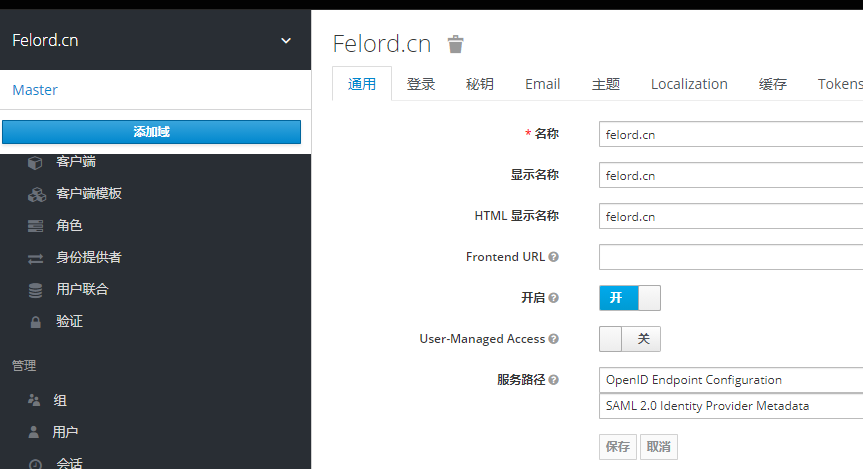 Felord.cn
Master
添加域
客户端
客户端模板
角色
身份提供者
用户联合
验证
管理
组
用户
会话
Felord.cn
通用 登录 秘钥 Email 主题 Localization 缓存 Tokens
* 名称 felord.cn
显示名称 felord.cn
HTML 显示名称 felord.cn
Frontend URL
开启 开
User-Managed Access 关
服务路径 OpenID Endpoint Configuration
SAML 2.0 Identity Provider Metadata
保存 取消